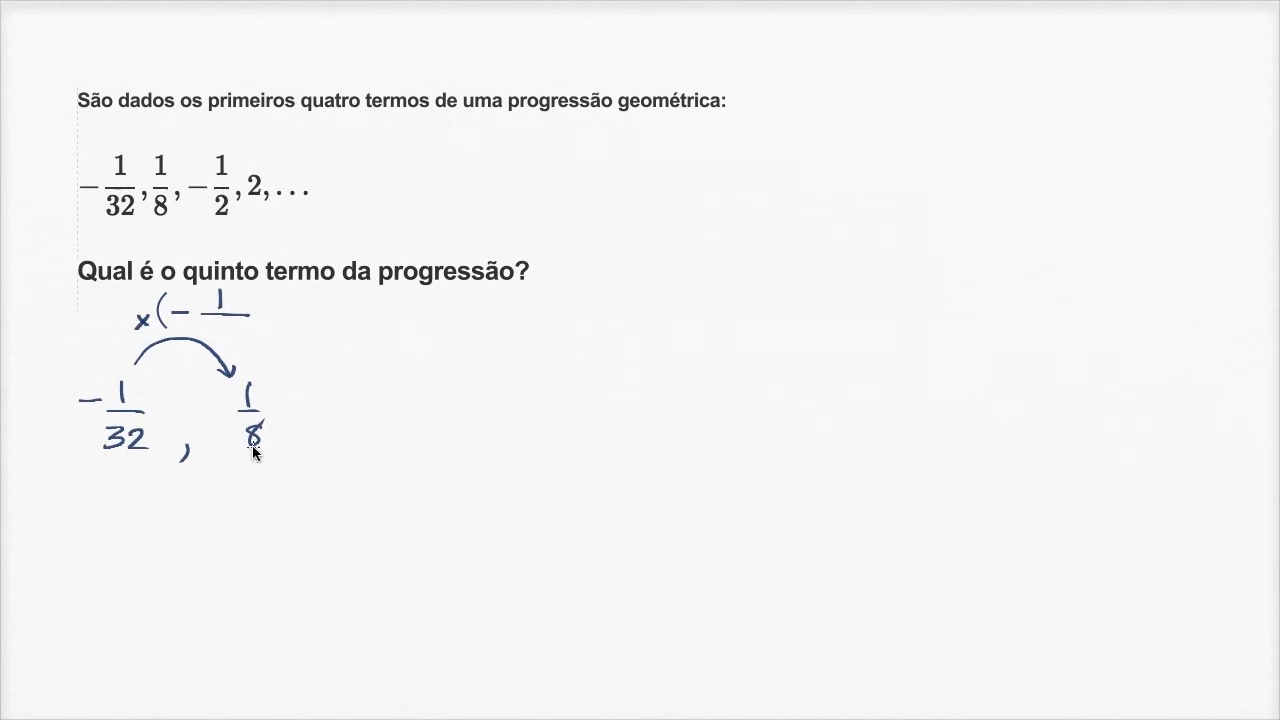 São dados os primeiros quatro termos de uma progressão geométrica:
-1/32, 1/8, -1/2, 2, ...
Qual é o quinto termo da progressão?
x(- 1/
-1/32 , 1/8